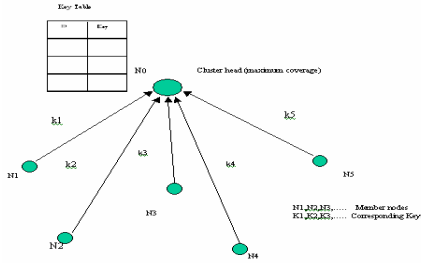 Key Table
ID Key
N0 Cluster head (maximum coverage)
k1
k5
k2
k3
k4
N1
N5
N3
N2
N4
N1,N2,N3,..... Member nodes
K1,K2,K3,..... Corresponding Key